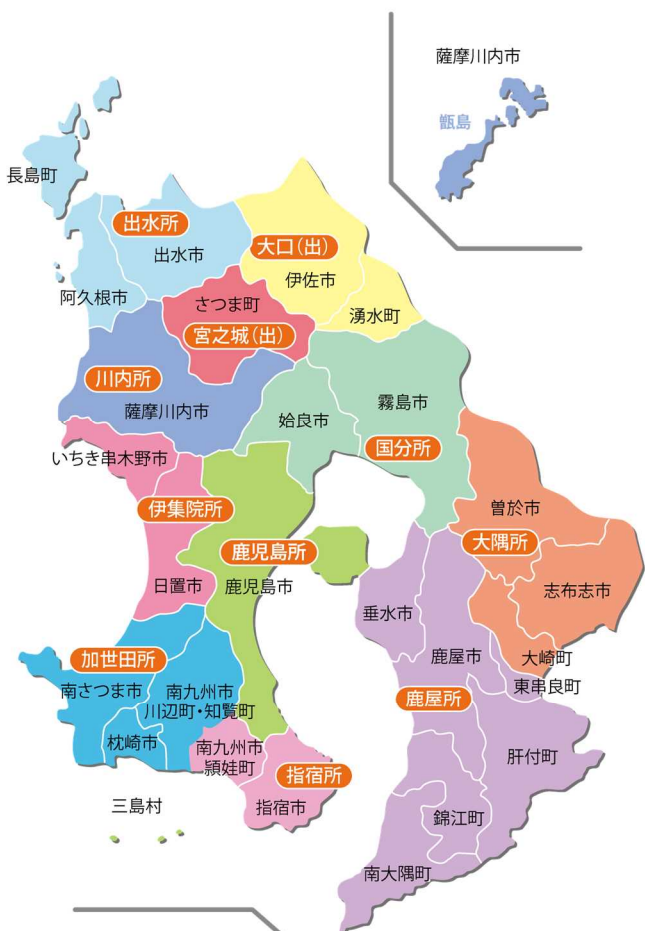 薩摩川内市
甑島
長島町
出水所
出水市
大口(出)
伊佐市
阿久根市
さつま町
湧水町
宮之城(出)
川内所
薩摩川内市
霧島市
姶良市
国分所
いちき串木野市
伊集院所
曽於市
大隅所
鹿児島所
日置市
鹿児島市
志布志市
垂水市
鹿屋市
大崎町
東串良町
加世田所
南さつま市
南九州市
川辺町・知覧町
鹿屋所
枕崎市
南九州市
頴娃町
肝付町
指宿所
三島村
指宿市
錦江町
南大隅町